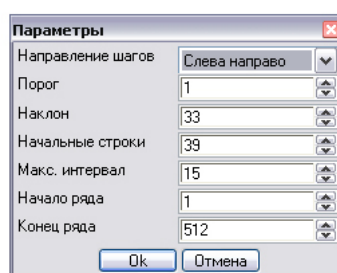 Параметры
Направление шагов Слева направо
Порог 1
Наклон 33
Начальные строки 39
Макс. интервал 15
Начало ряда 1
Конец ряда 512
Ok Отмена